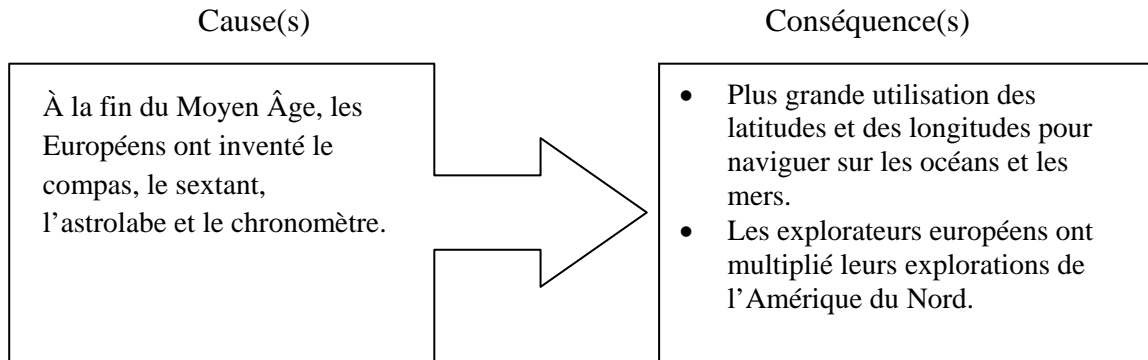 Cause(s)
Conséquence(s)
À la fin du Moyen Âge, les
Européens ont inventé le
compas, le sextant,
l’astrolabe et le chronomètre.
• Plus grande utilisation des
latitudes et des longitudes pour
naviguer sur les océans et les
mers.
• Les explorateurs européens ont
multiplié leurs explorations de
l’Amérique du Nord.